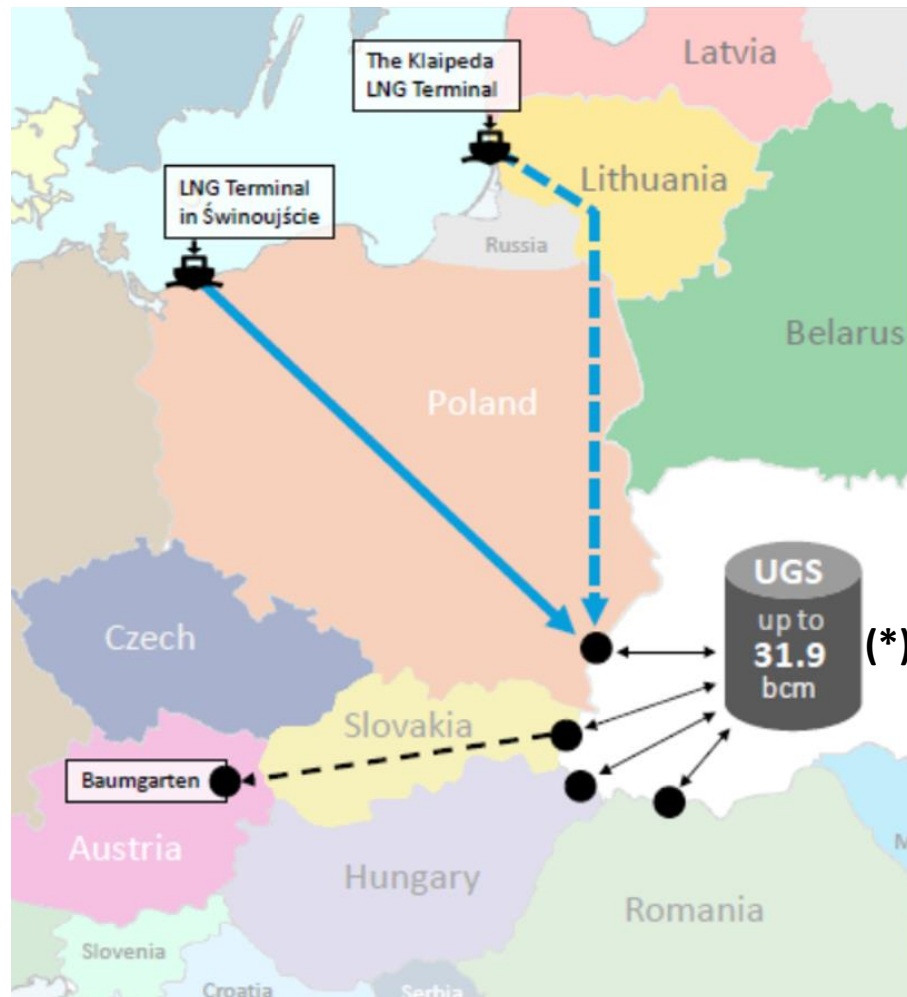 The Klaipeda
LNG Terminal
Latvia
LNG Terminal
in Świnoujście
Lithuania
Russia
Belarus
Poland
UGS
up to
31.9
bcm
(*)
Czech
Slovakia
Baumgarten
Austria
Hungary
Romania
M
Slovenia
Croatia
Serbia